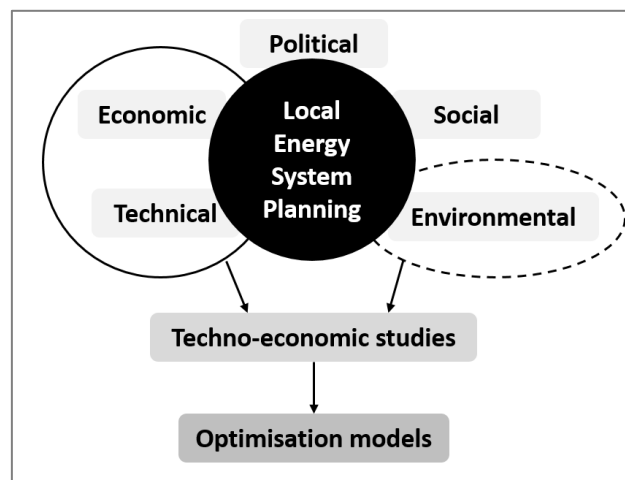 Political
Economic
Local
Energy
System
Planning
Social
Technical
Environmental
Techno-economic studies
Optimisation models